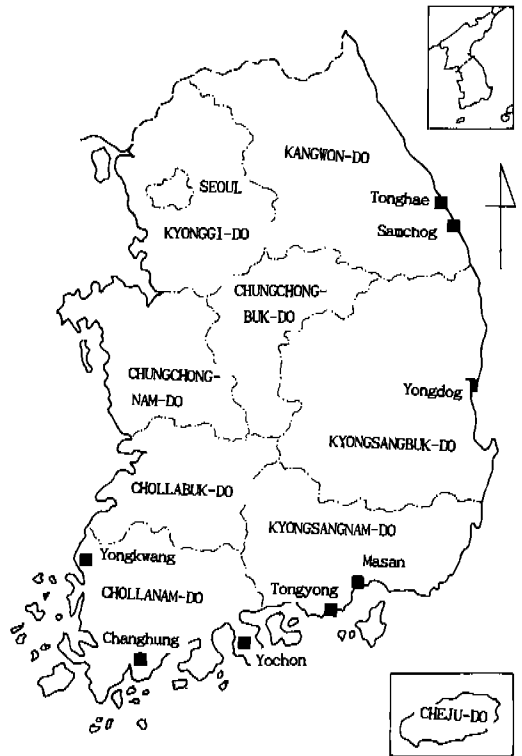 KANGWON-DO
SEOUL
Tonghae
Samchog
KYONGGI-DO
CHUNGCHONG-
BUK-DO
CHUNGCHONG-
NAM-DO
Yongdog
KYONGSANGBUK-DO
CHOLLABUK-DO
KYONGSANGNAM-DO
Yongkwang
Masan
CHOLLANAM-DO
Tongyong
Changhung
Yochon
CHEJU-DO